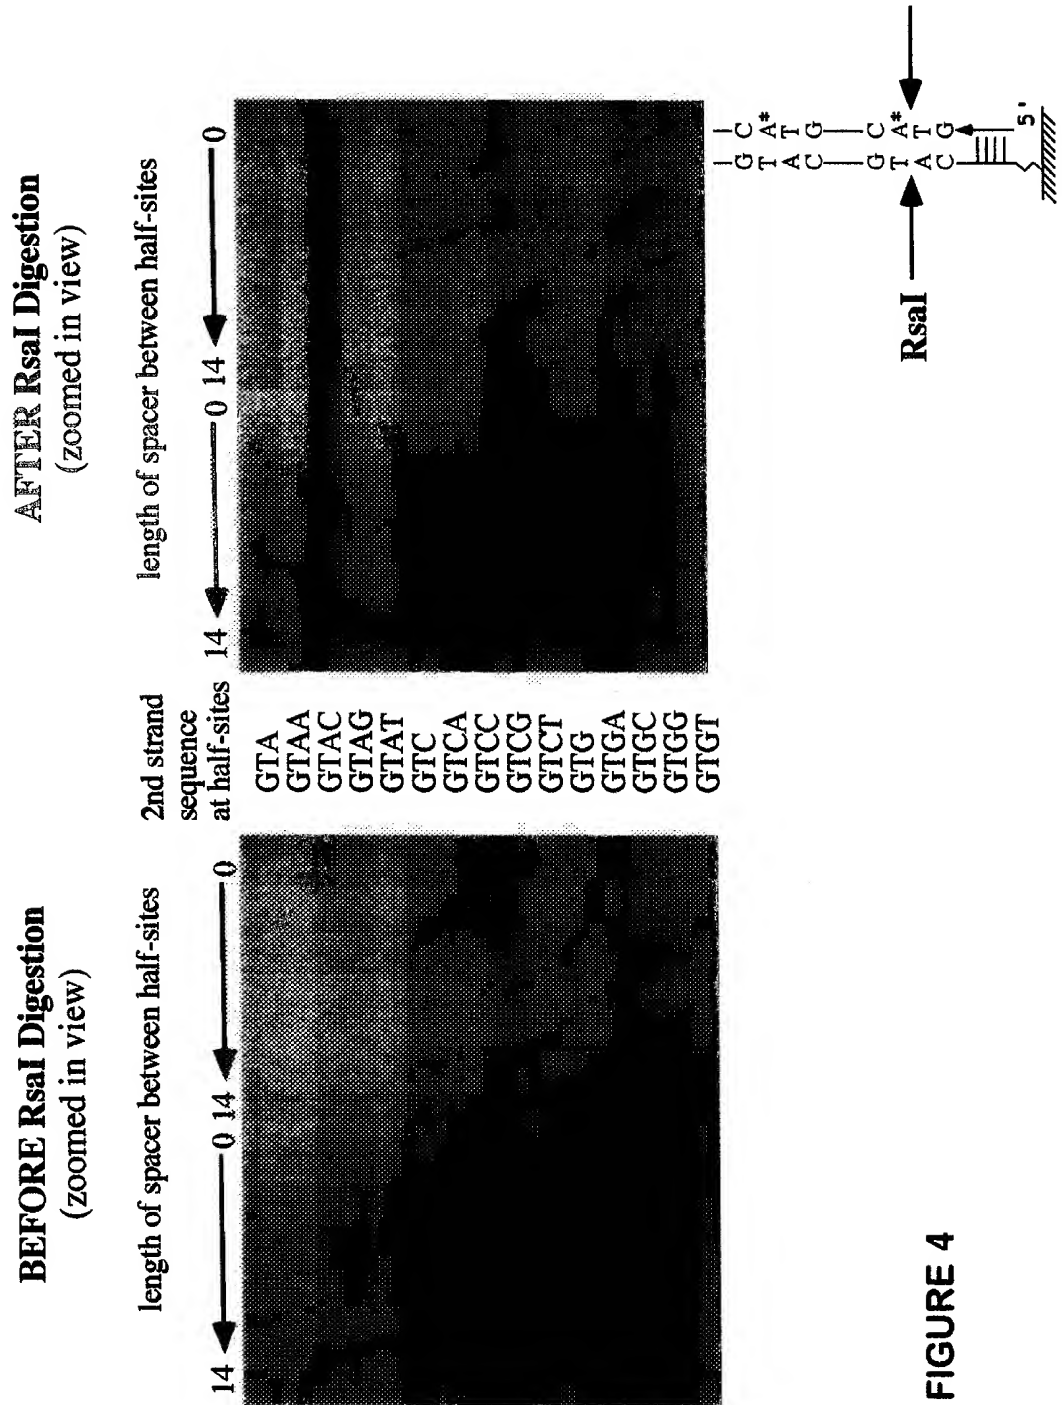 BEFORE RsaI Digestion
(zoomed in view)
length of spacer between half-sites
14 0 14 0
2nd strand
sequence
at half-sites
GTA
GTAA
GTAC
GTAG
GTAT
GTC
GTCA
GTCC
GTCG
GTCT
GTG
GTGA
GTGC
GTGG
GTGT
AFTER RsaI Digestion
(zoomed in view)
length of spacer between half-sites
14 0 14 0
RsaI
G C
T A*
A T
C G
G C
T A*
A T
C G
5'
FIGURE 4